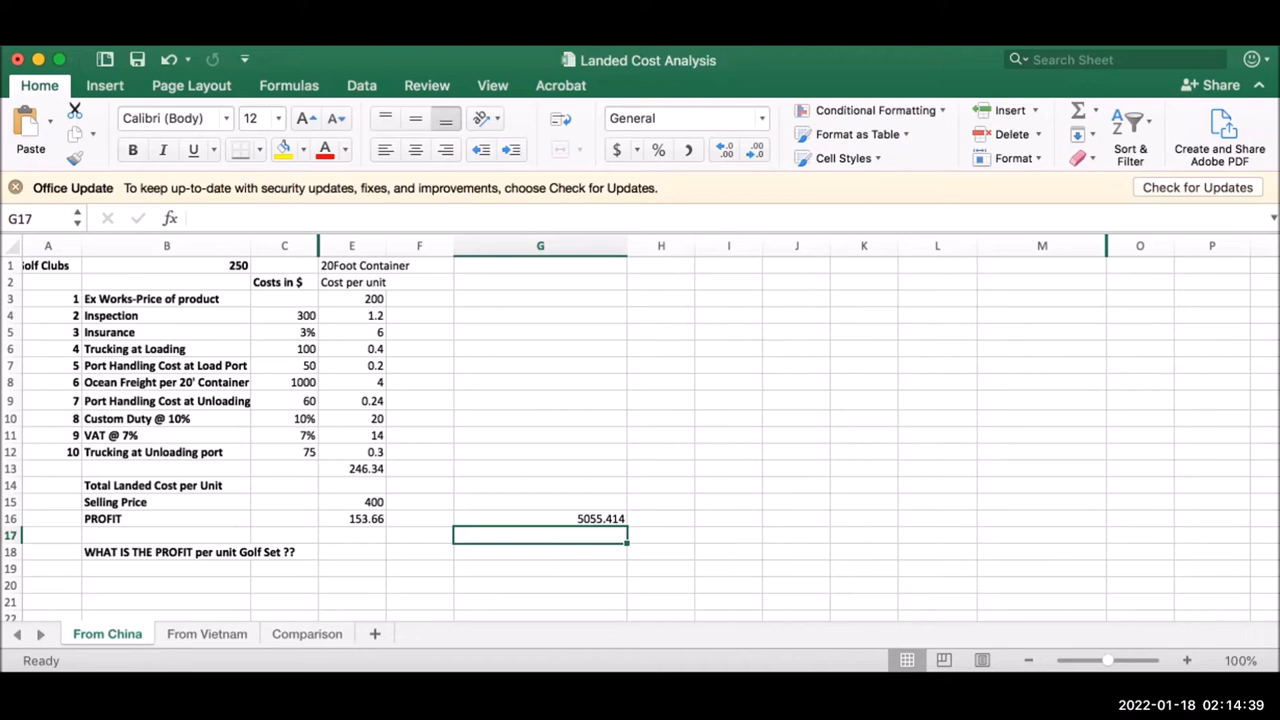 Landed Cost Analysis
Search Sheet
Home Insert Page Layout Formulas Data Review View Acrobat
Share
Paste
Calibri (Body) 12
General
Conditional Formatting
Format as Table
Cell Styles
Insert
Delete
Format
Sort & Filter
Create and Share Adobe PDF
Office Update To keep up-to-date with security updates, fixes, and improvements, choose Check for Updates. Check for Updates
G17 fx
A B C E F G H I J K L M O P
1 olf Clubs 250 20Foot Container
2 Costs in $ Cost per unit
3 1 Ex Works-Price of product 200
4 2 Inspection 300 1.2
5 3 Insurance 3% 6
6 4 Trucking at Loading 100 0.4
7 5 Port Handling Cost at Load Port 50 0.2
8 6 Ocean Freight per 20' Container 1000 4
9 7 Port Handling Cost at Unloading 60 0.24
10 8 Custom Duty @ 10% 10% 20
11 9 VAT @ 7% 7% 14
12 10 Trucking at Unloading port 75 0.3
13 246.34
14 Total Landed Cost per Unit
15 Selling Price 400
16 PROFIT 153.66 5055.414
17
18 WHAT IS THE PROFIT per unit Golf Set ??
19
20
21
22
From China From Vietnam Comparison +
Ready 100%
2022-01-18 02:14:39